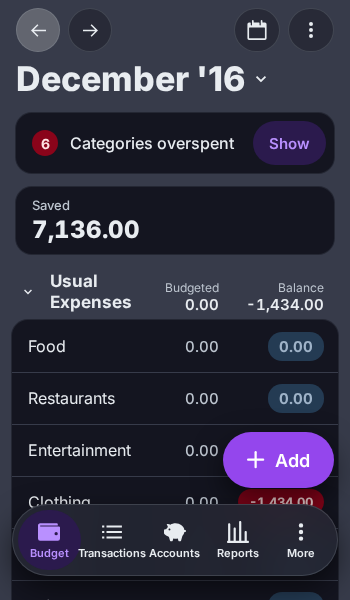 December '16
6 Categories overspent Show
Saved
7,136.00
Usual Expenses
Budgeted
0.00
Balance
-1,434.00
Food 0.00 0.00
Restaurants 0.00 0.00
Entertainment 0.00
+ Add
Clothing 0.00 -1,434.00
Budget Transactions Accounts Reports More
0.00